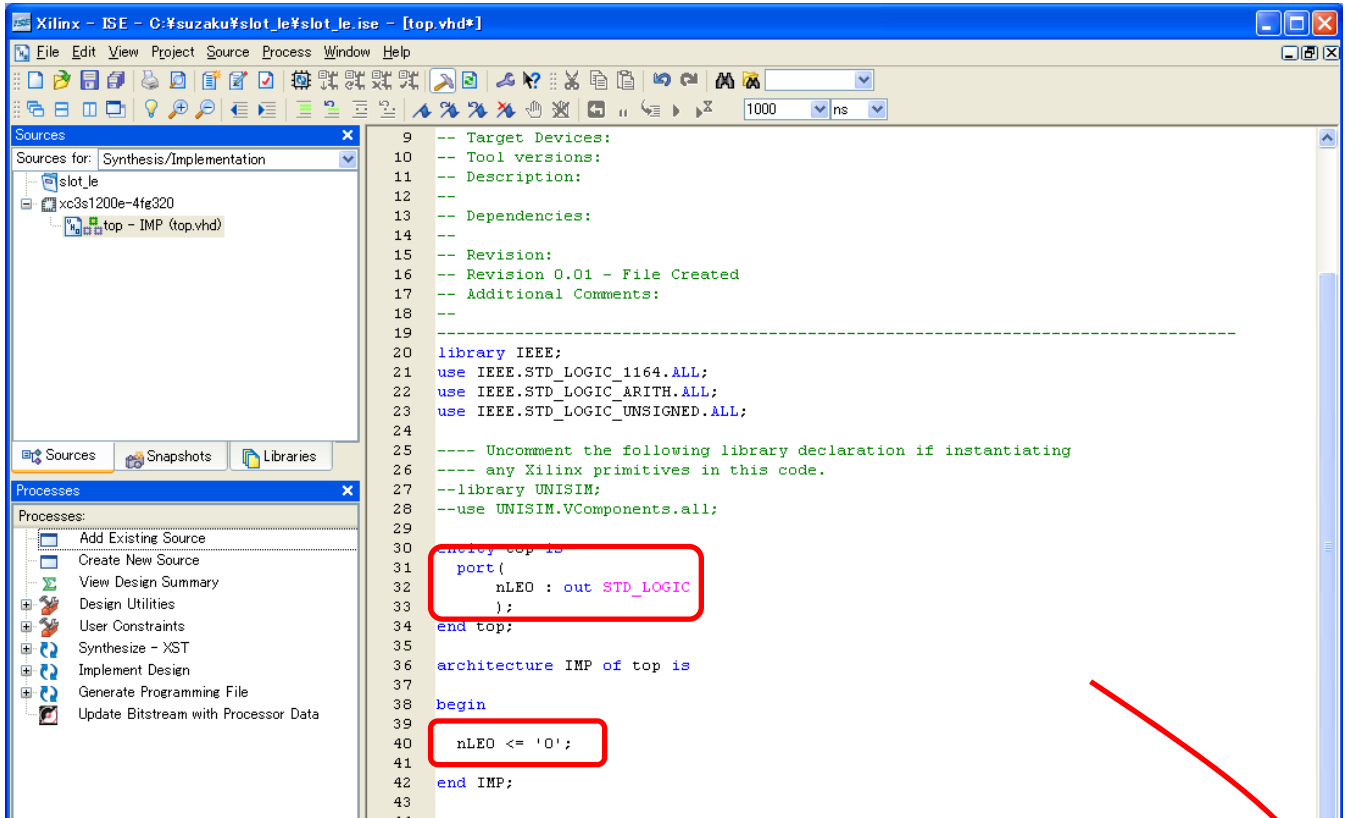 Xilinx - ISE - C:¥suzaku¥slot_le¥slot_le.ise - [top.vhd*]
File Edit View Project Source Process Window Help
1000 ns
Sources
Sources for: Synthesis/Implementation
slot_le
xc3s1200e-4fg320
top - IMP (top.vhd)
Sources Snapshots Libraries
Processes
Processes:
Add Existing Source
Create New Source
View Design Summary
Design Utilities
User Constraints
Synthesize - XST
Implement Design
Generate Programming File
Update Bitstream with Processor Data
9 -- Target Devices:
10 -- Tool versions:
11 -- Description:
12 --
13 -- Dependencies:
14 --
15 -- Revision:
16 -- Revision 0.01 - File Created
17 -- Additional Comments:
18 --
19 ----------------------------------------------------------------------------------
20 library IEEE;
21 use IEEE.STD_LOGIC_1164.ALL;
22 use IEEE.STD_LOGIC_ARITH.ALL;
23 use IEEE.STD_LOGIC_UNSIGNED.ALL;
24
25 ---- Uncomment the following library declaration if instantiating
26 ---- any Xilinx primitives in this code.
27 --library UNISIM;
28 --use UNISIM.VComponents.all;
29
30 entity top is
31 port(
32 nLE0 : out STD_LOGIC
33 );
34 end top;
35
36 architecture IMP of top is
37
38 begin
39
40 nLE0 <= '0';
41
42 end IMP;
43